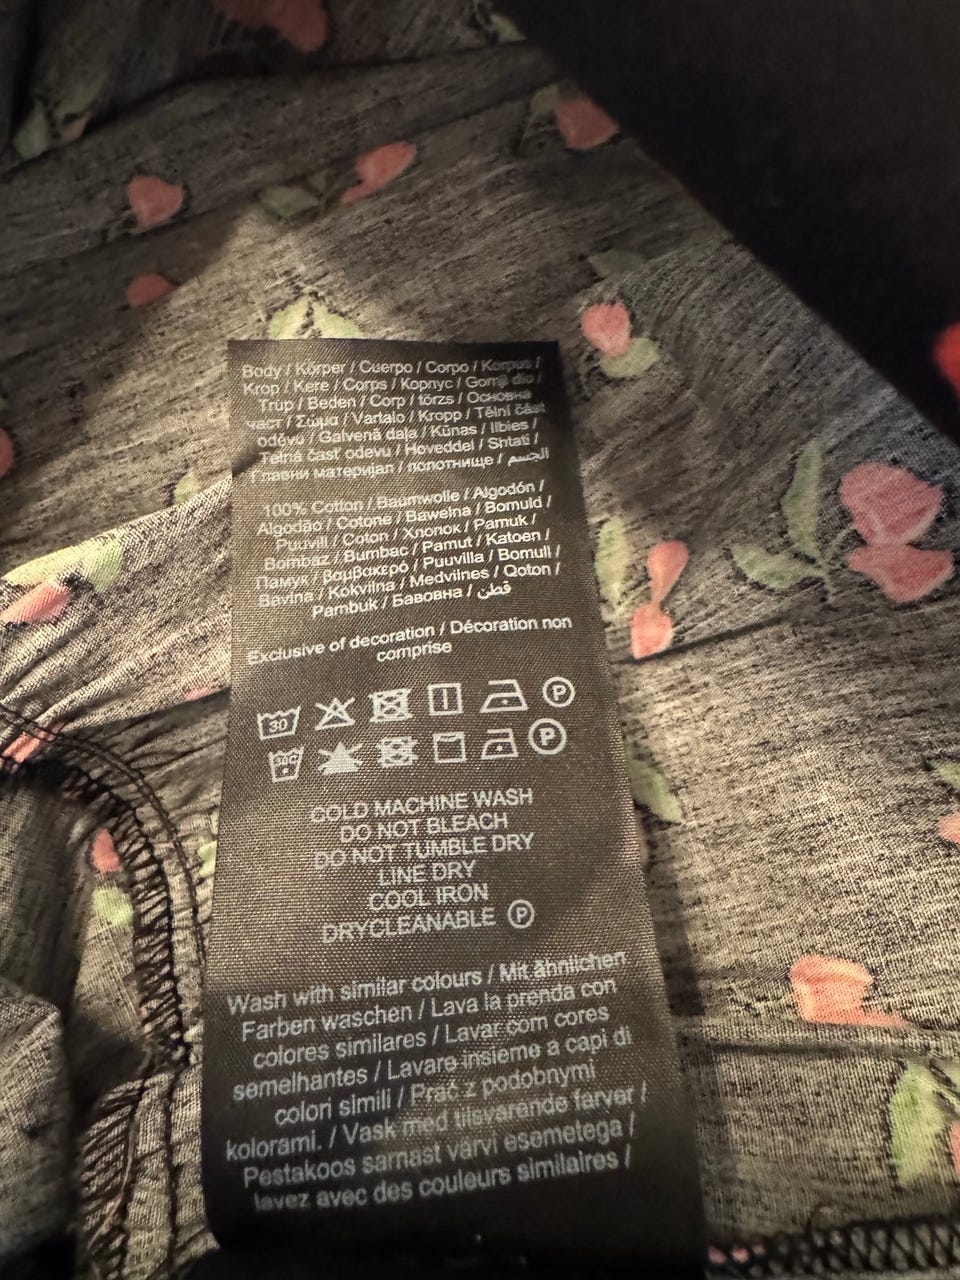 Body / Körper / Cuerpo / Corpo / Korpus /
Krop / Kere / Corps / Корпус / Gornji dio /
Trup / Beden / Corp / törzs / Основна
част / Σώμα / Vartalo / Kropp / Tělní část
oděvu / Galvenā daļa / Kūnas / Ilbies /
Telná časť odevu / Hoveddel / Shtati /
Главни материјал / полотнище / الجسم
100% Cotton / Baumwolle / Algodón /
Algodão / Cotone / Bawełna / Bomuld /
Puuvill / Coton / Хлопок / Pamuk /
Bombaz / Bumbac / Pamut / Katoen /
Памук / βαμβακερό / Puuvilla / Bomull /
Bavlna / Kokvilna / Medvilnes / Qoton /
Pambuk / Бавовна / قطن
Exclusive of decoration / Décoration non
comprise
30 P
P
COLD MACHINE WASH
DO NOT BLEACH
DO NOT TUMBLE DRY
LINE DRY
COOL IRON
DRYCLEANABLE P
Wash with similar colours / Mit ähnlichen
Farben waschen / Lava la prenda con
colores similares / Lavar com cores
semelhantes / Lavare insieme a capi di
colori simili / Prać z podobnymi
kolorami. / Vask med tilsvarende farver /
Pestakoos sarnast värvi esemetega /
lavez avec des couleurs similaires /